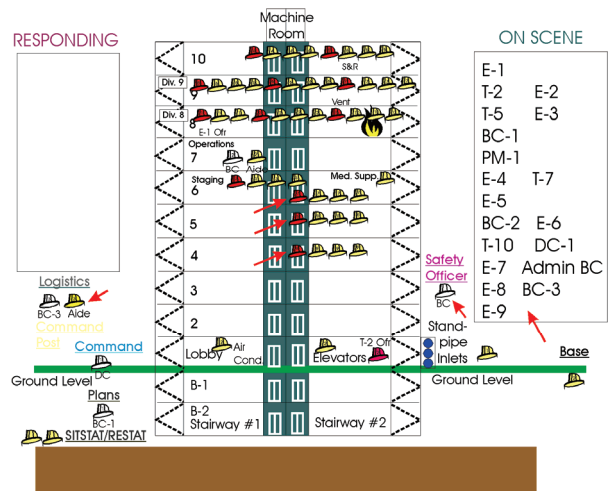 Machine
Room
RESPONDING
ON SCENE
10
S&R
Div. 9
9
Vent
Div. 8
8
E-1 Ofr
Operations
7
BC Aide
Staging
6
Med. Supp.
5
4
3
2
Lobby
Air
Cond.
Elevators
T-2 Ofr
B-1
B-2
Stairway #1
Stairway #2
E-1
T-2 E-2
T-5 E-3
BC-1
PM-1
E-4 T-7
E-5
BC-2 E-6
T-10 DC-1
E-7 Admin BC
E-8 BC-3
E-9
Safety
Officer
BC
Stand-
pipe
Inlets
Base
Ground Level
Logistics
BC-3 Aide
Command
Post
Command
DC
Ground Level
Plans
BC-1
SITSTAT/RESTAT